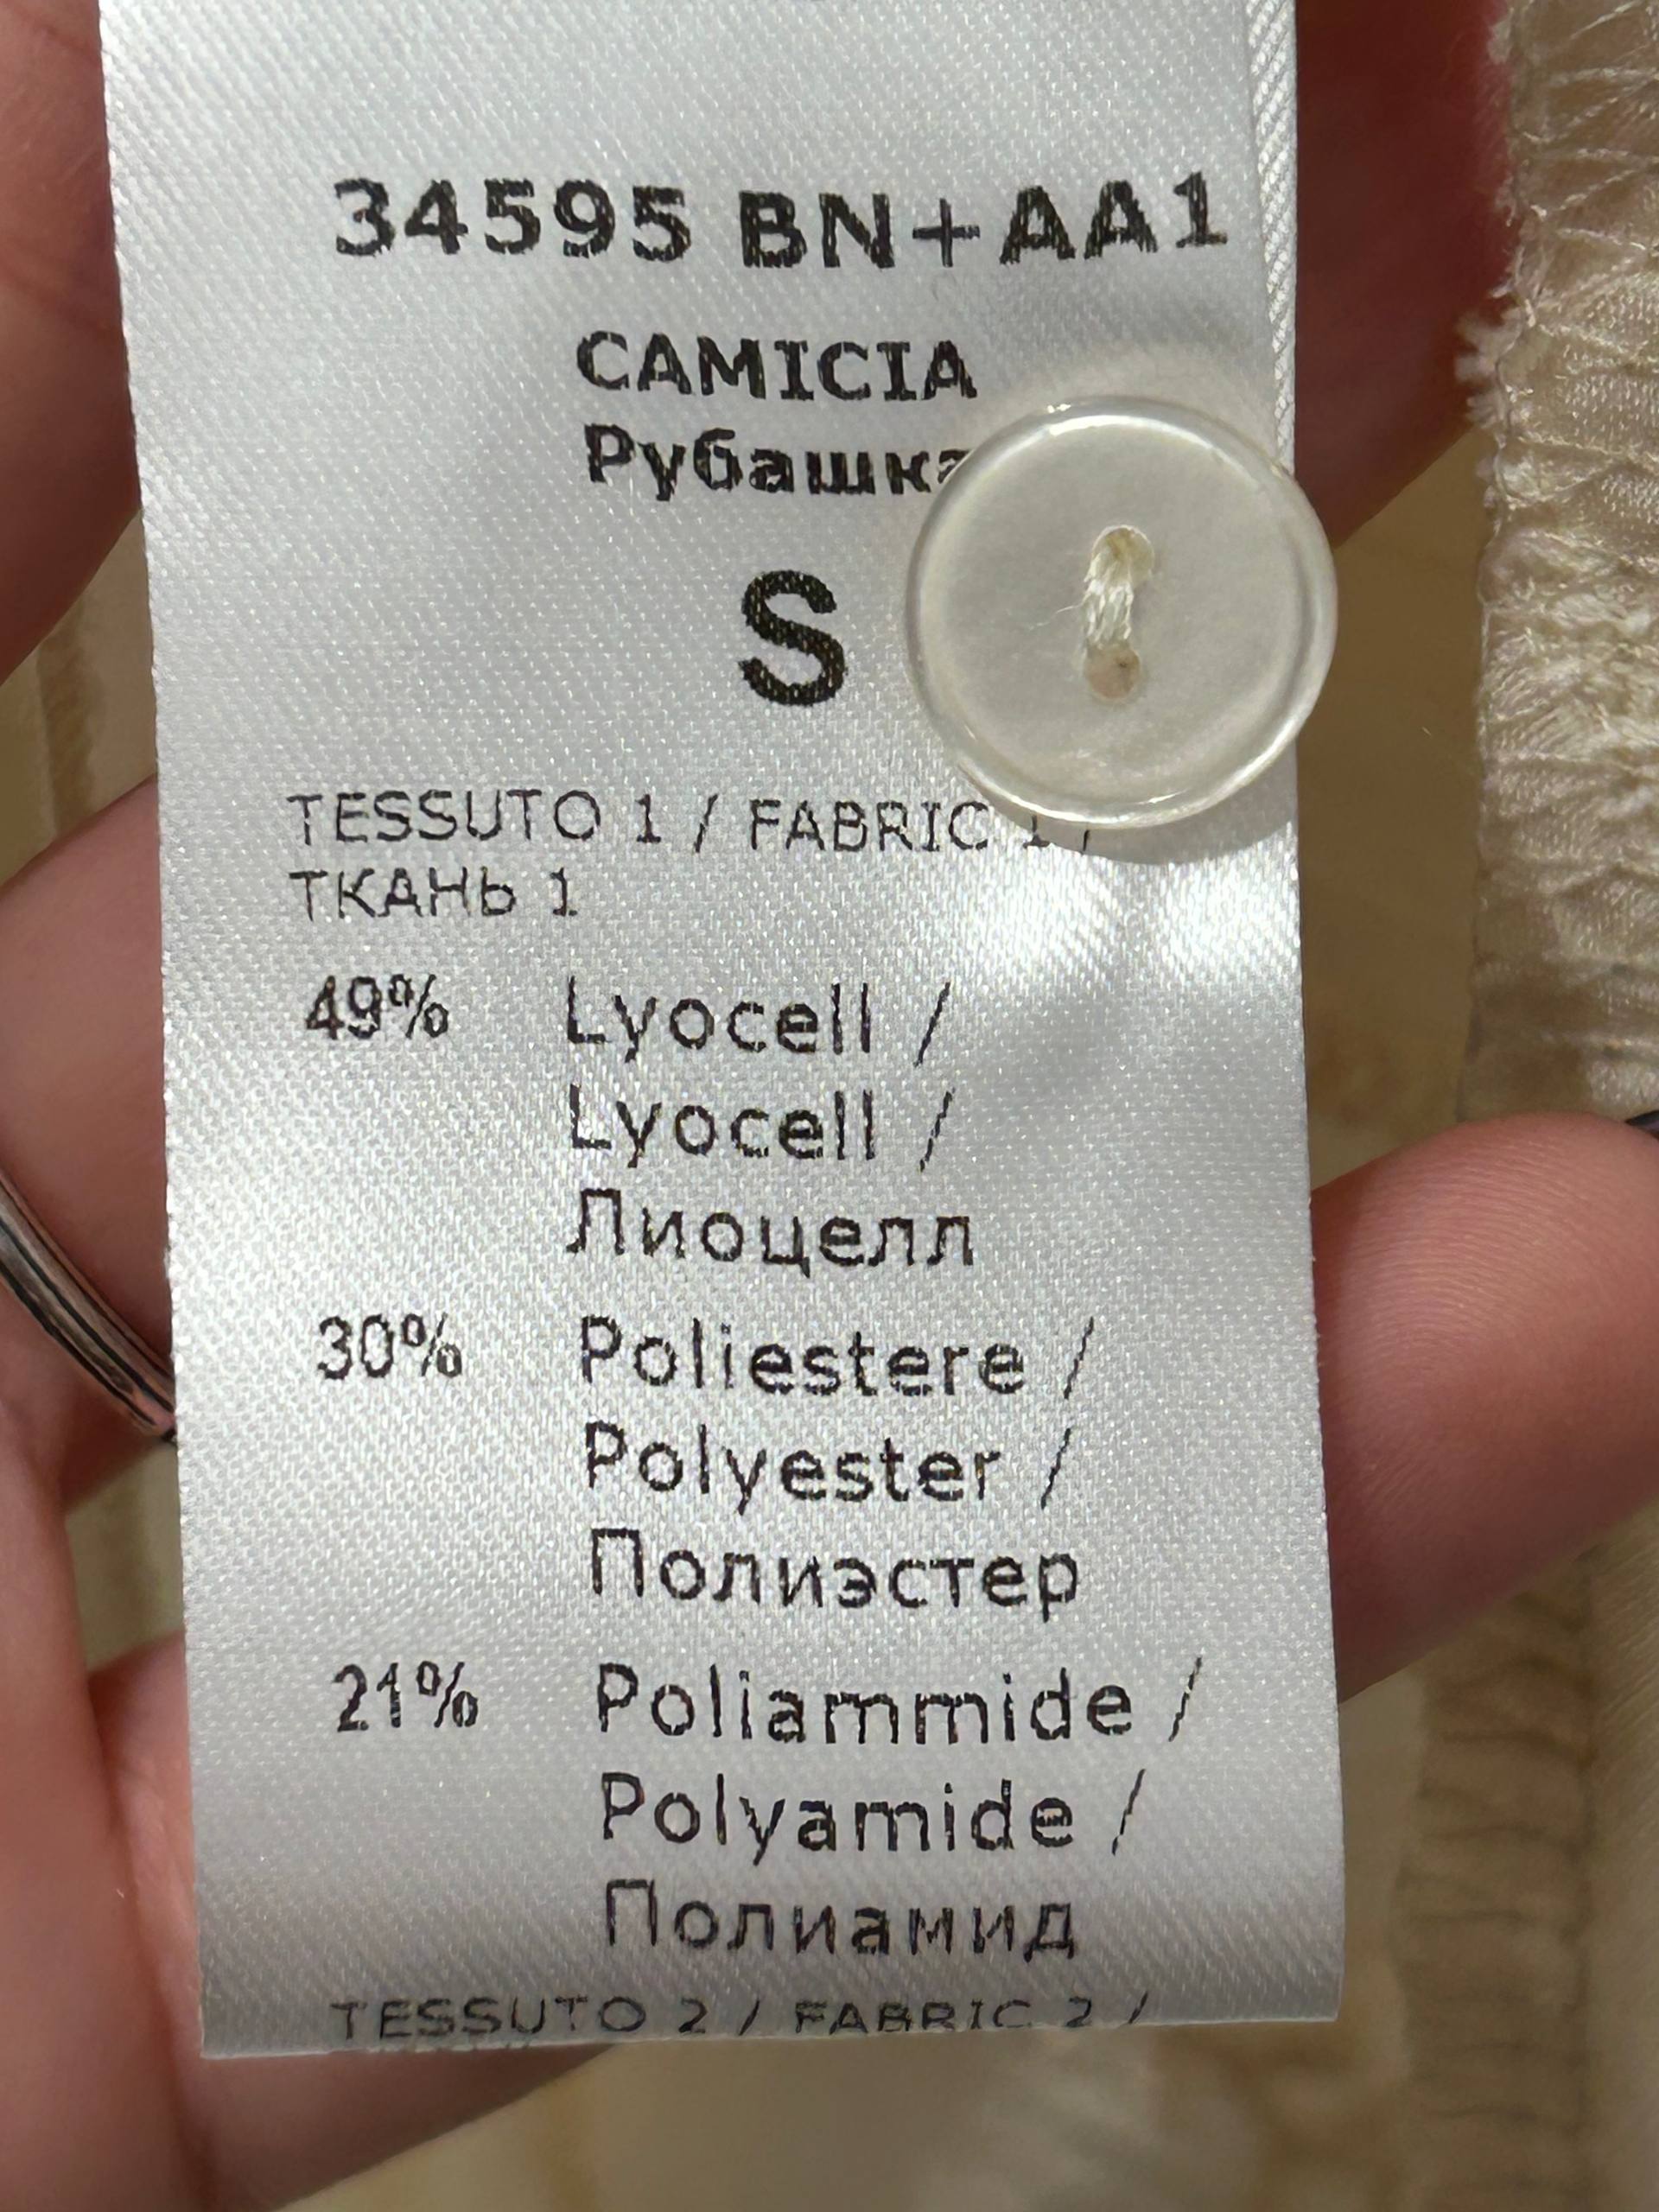 34595 BN+AA1
CAMICIA
Рубашка
S
TESSUTO 1 / FABRIC 1 /
ТКАНЬ 1
49% Lyocell /
Lyocell /
Лиоцелл
30% Poliestere /
Polyester /
Полиэстер
21% Poliammide /
Polyamide /
Полиамид
TESSUTO 2 / FABRIC 2 /